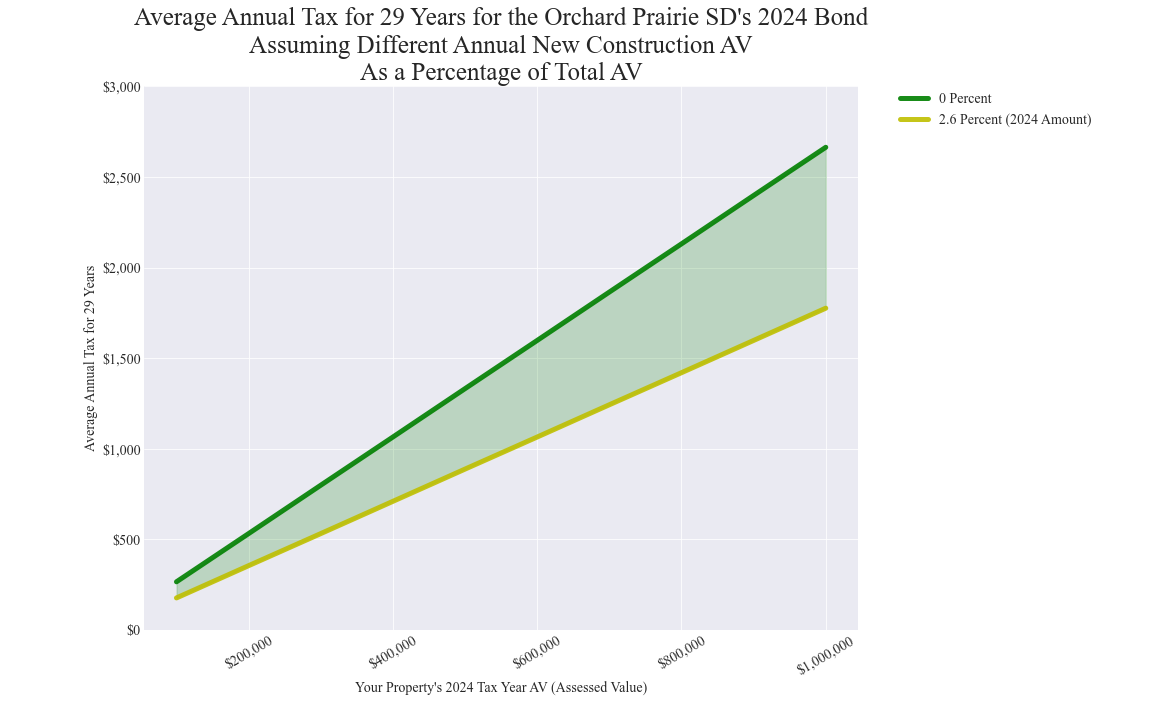 Average Annual Tax for 29 Years for the Orchard Prairie SD's 2024 Bond
Assuming Different Annual New Construction AV
As a Percentage of Total AV
0 Percent
2.6 Percent (2024 Amount)
Average Annual Tax for 29 Years
$3,000
$2,500
$2,000
$1,500
$1,000
$500
$0
$200,000
$400,000
$600,000
$800,000
$1,000,000
Your Property's 2024 Tax Year AV (Assessed Value)